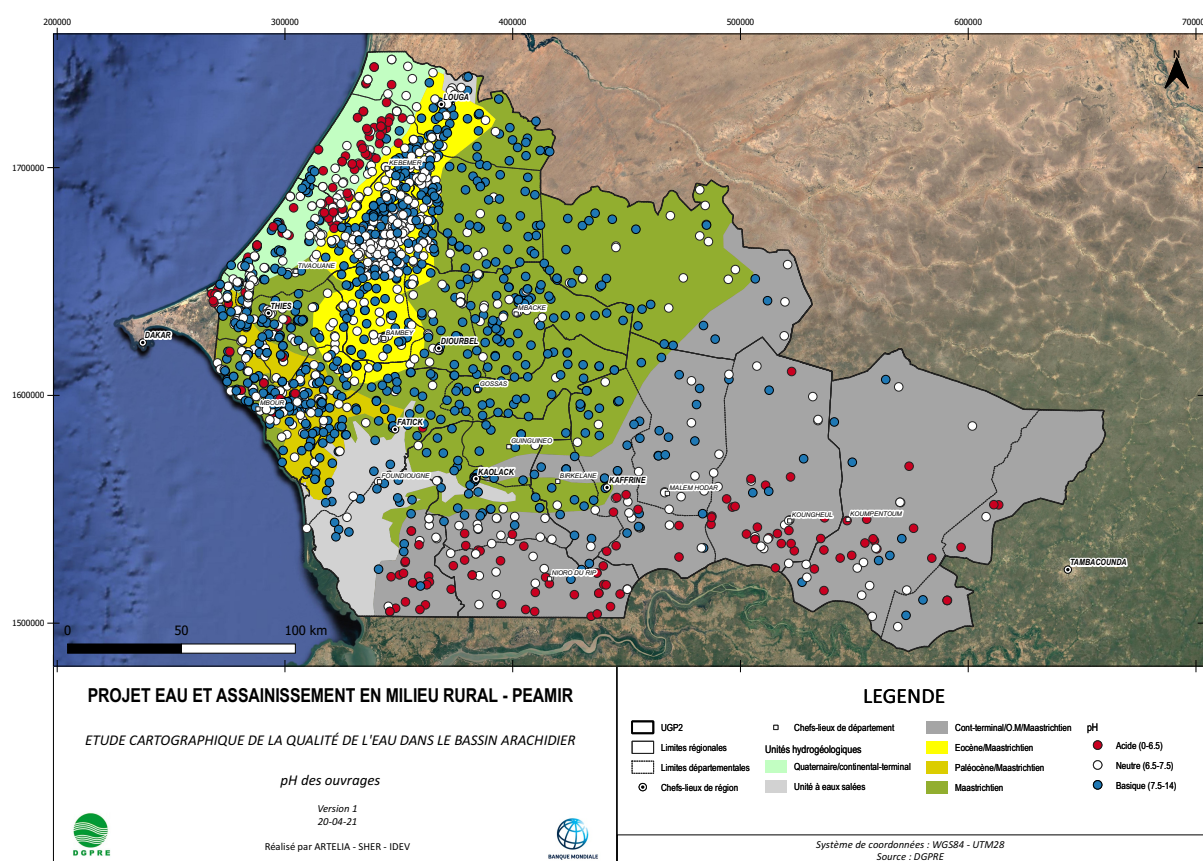 200000 300000 400000 500000 600000 70000
N
LOUGA
1700000
KEBEMER
TIVAOUANE
THIES
MBACKE
DAKAR
BAMBEY
DIOURBEL
1600000
GOSSAS
MBOUR
FATICK
GUINGUINEO
FOUNDIOUGNE
KAOLACK
BIRKELANE
KAFFRINE
MALEM HODAR
KOUNGHEUL
KOUMPENTOUM
TAMBACOUNDA
NIORO DU RIP
1500000
0 50 100 km
PROJET EAU ET ASSAINISSEMENT EN MILIEU RURAL - PEAMIR
ETUDE CARTOGRAPHIQUE DE LA QUALITÉ DE L'EAU DANS LE BASSIN ARACHIDIER
pH des ouvrages
Version 1
20-04-21
Réalisé par ARTELIA - SHER - IDEV
DGPRE
BANQUE MONDIALE
LEGENDE
UGP2
Limites régionales
Limites départementales
Chefs-lieux de région
Chefs-lieux de département
Unités hydrogéologiques
Quaternaire/continental-terminal
Unité à eaux salées
Cont-terminal/O.M/Maastrichtien
Eocène/Maastrichtien
Paléocène/Maastrichtien
Maastrichtien
pH
Acide (0-6.5)
Neutre (6.5-7.5)
Basique (7.5-14)
Système de coordonnées : WGS84 - UTM28
Source : DGPRE